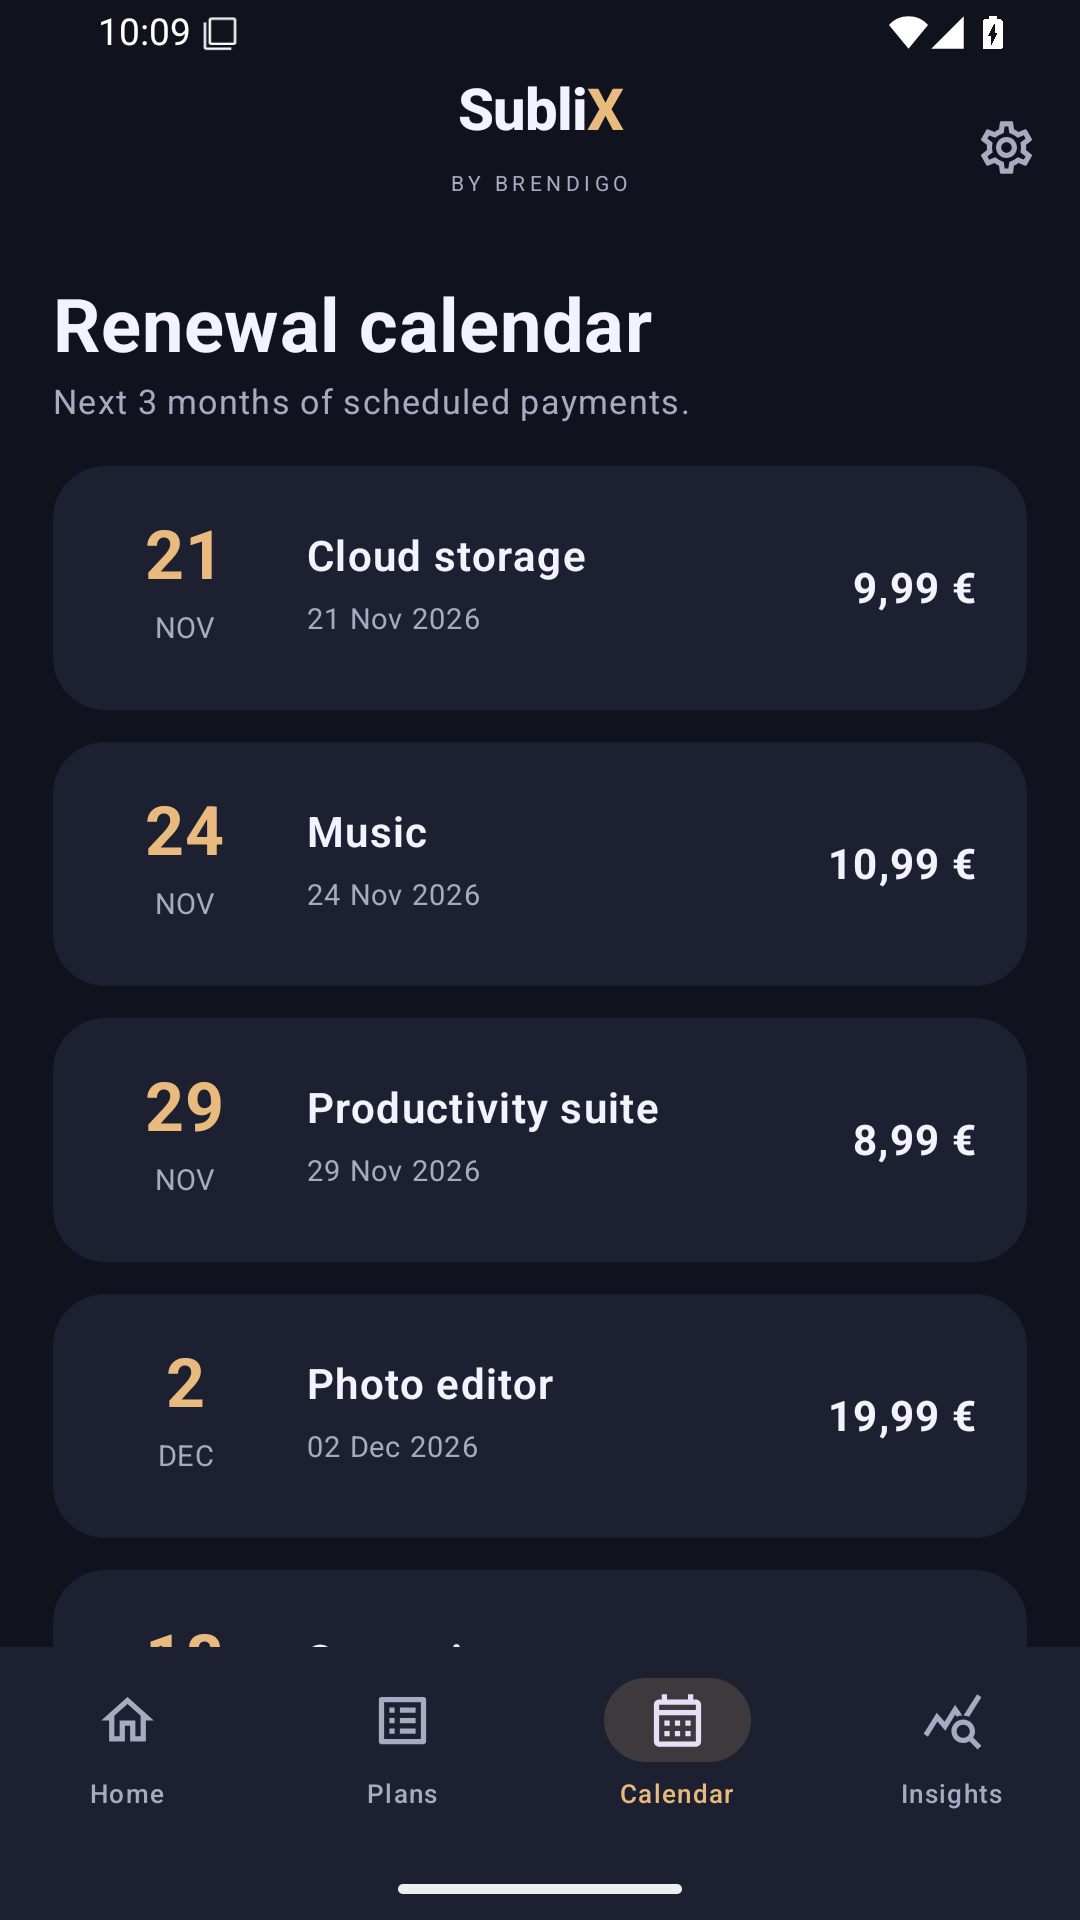 10:09
SubliX
BY BRENDIGO
Renewal calendar
Next 3 months of scheduled payments.
21
NOV
Cloud storage
21 Nov 2026
9,99 €
24
NOV
Music
24 Nov 2026
10,99 €
29
NOV
Productivity suite
29 Nov 2026
8,99 €
2
DEC
Photo editor
02 Dec 2026
19,99 €
Home
Plans
Calendar
Insights